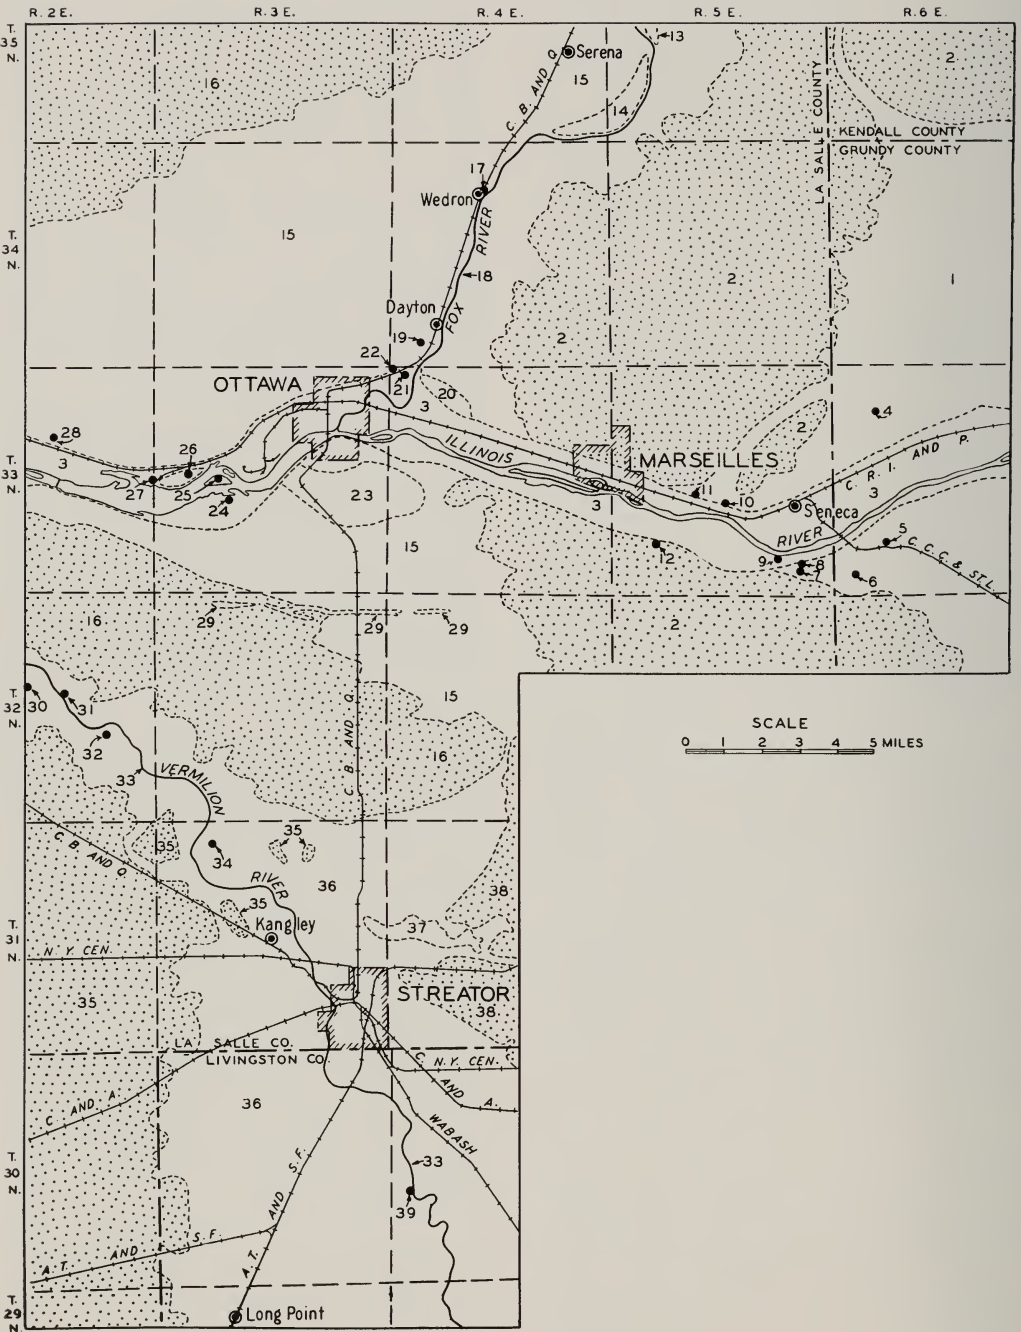 R. 2 E. R. 3 E. R. 4 E. R. 5 E. R.6 E.
T.
35
N.
13
Serena
2
16
15
C. B. AND Q.
14
LA SALLE COUNTY
KENDALL COUNTY
GRUNDY COUNTY
17
Wedron
T.
34
N.
15
RIVER
18
2
1
Dayton
FOX
19
2
22
OTTAWA
21
20
3
4
2
28
26
ILLINOIS
MARSEILLES
C. R. I. AND P.
T.
33
N.
3
27
25
23
11
10
3
24
3
Seneca
15
RIVER
5
12
9
8
7
6
C. C. C. & ST. L.
16
29
29
29
2
T.
32
N.
30
31
15
C. B. AND Q.
SCALE
0 1 2 3 4 5 MILES
32
16
33
VERMILION
35
35
C. B. AND Q.
34
RIVER
36
38
35
Kangley
37
T.
31
N.
N. Y. CEN.
35
STREATOR
38
LA SALLE CO.
LIVINGSTON CO.
N.Y. CEN.
C. AND A.
C. AND A.
36
WABASH
T.
30
N.
33
A.T. AND S.F.
39
A.T. AND S.F.
T.
29
N.
Long Point